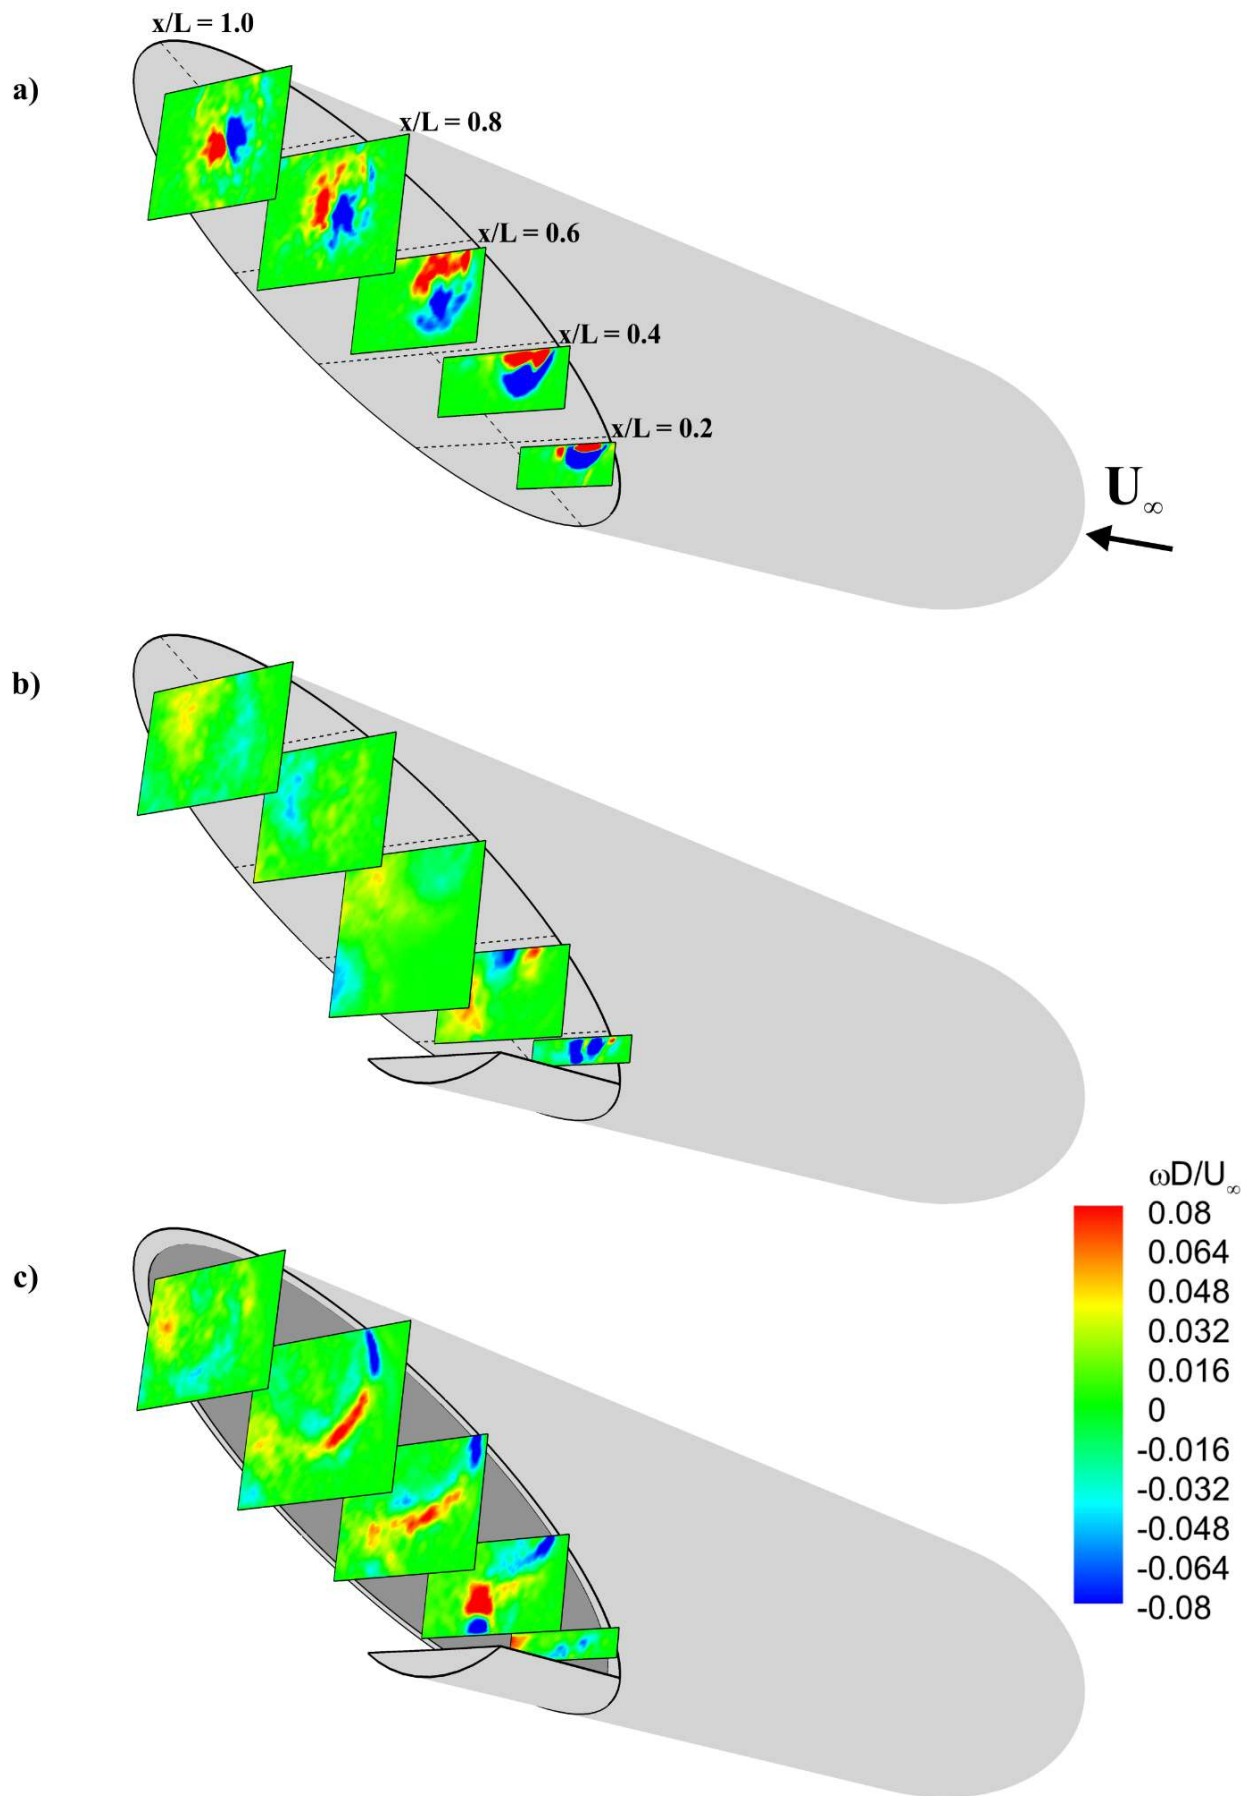 x/L = 1.0
a)
x/L = 0.8
x/L = 0.6
x/L = 0.4
x/L = 0.2
U∞
b)
ωD/U∞
0.08
0.064
0.048
0.032
0.016
0
-0.016
-0.032
-0.048
-0.064
-0.08
c)